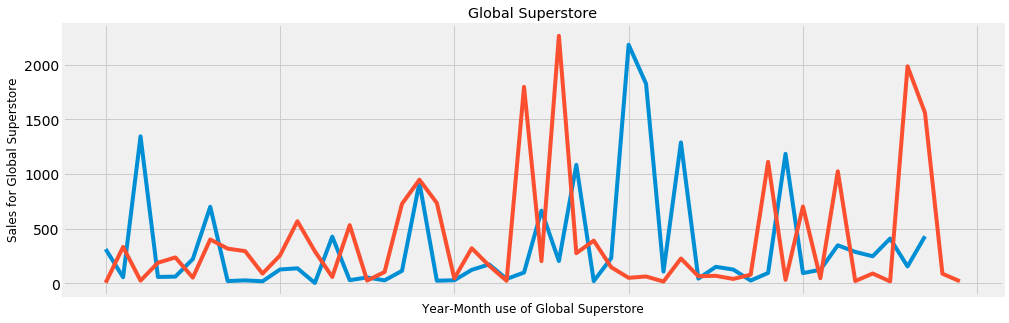 Global Superstore
2000
1500
1000
500
0
Sales for Global Superstore
Year-Month use of Global Superstore